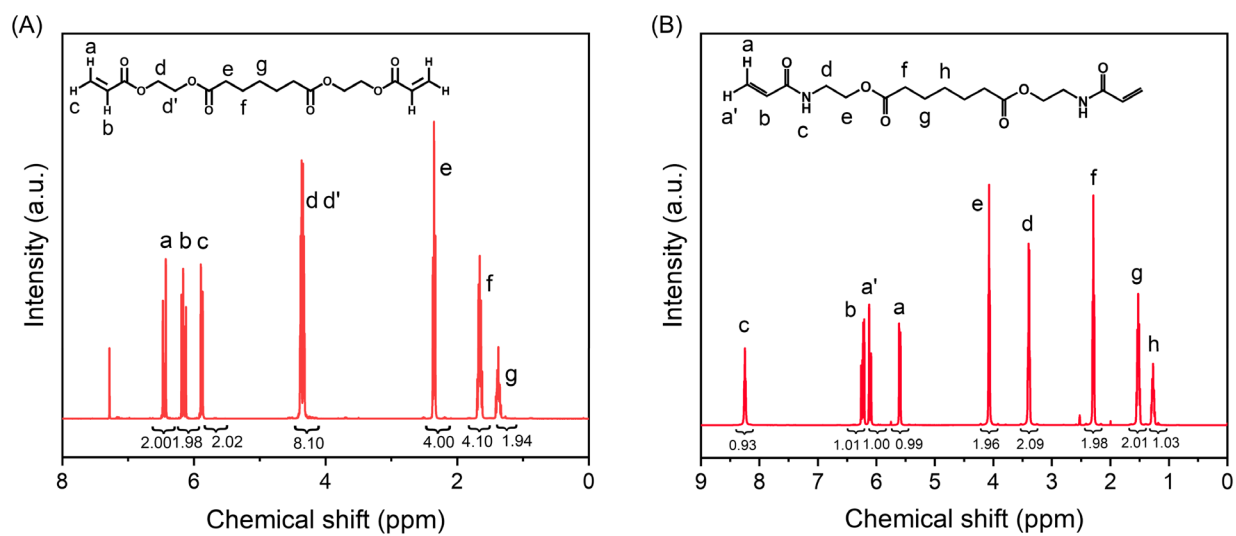 (A)
Intensity (a.u.)
a
H
O
d
O
e
g
O
O
H
H
O
O
O
O
H
c
H
d'
O
f
O
H
b
e
d d'
a b c
f
g
2.00 1.98 2.02 8.10 4.00 4.10 1.94
8 6 4 2 0
Chemical shift (ppm)
(B)
Intensity (a.u.)
a
H
O
d
O
f
h
O
H
N
O
H
N
H
O
O
O
N
H
a'
b
c
e
g
f
e
d
a'
b
a
g
c
h
0.93 1.01 1.00 0.99 1.96 2.09 1.98 2.01 1.03
9 8 7 6 5 4 3 2 1 0
Chemical shift (ppm)